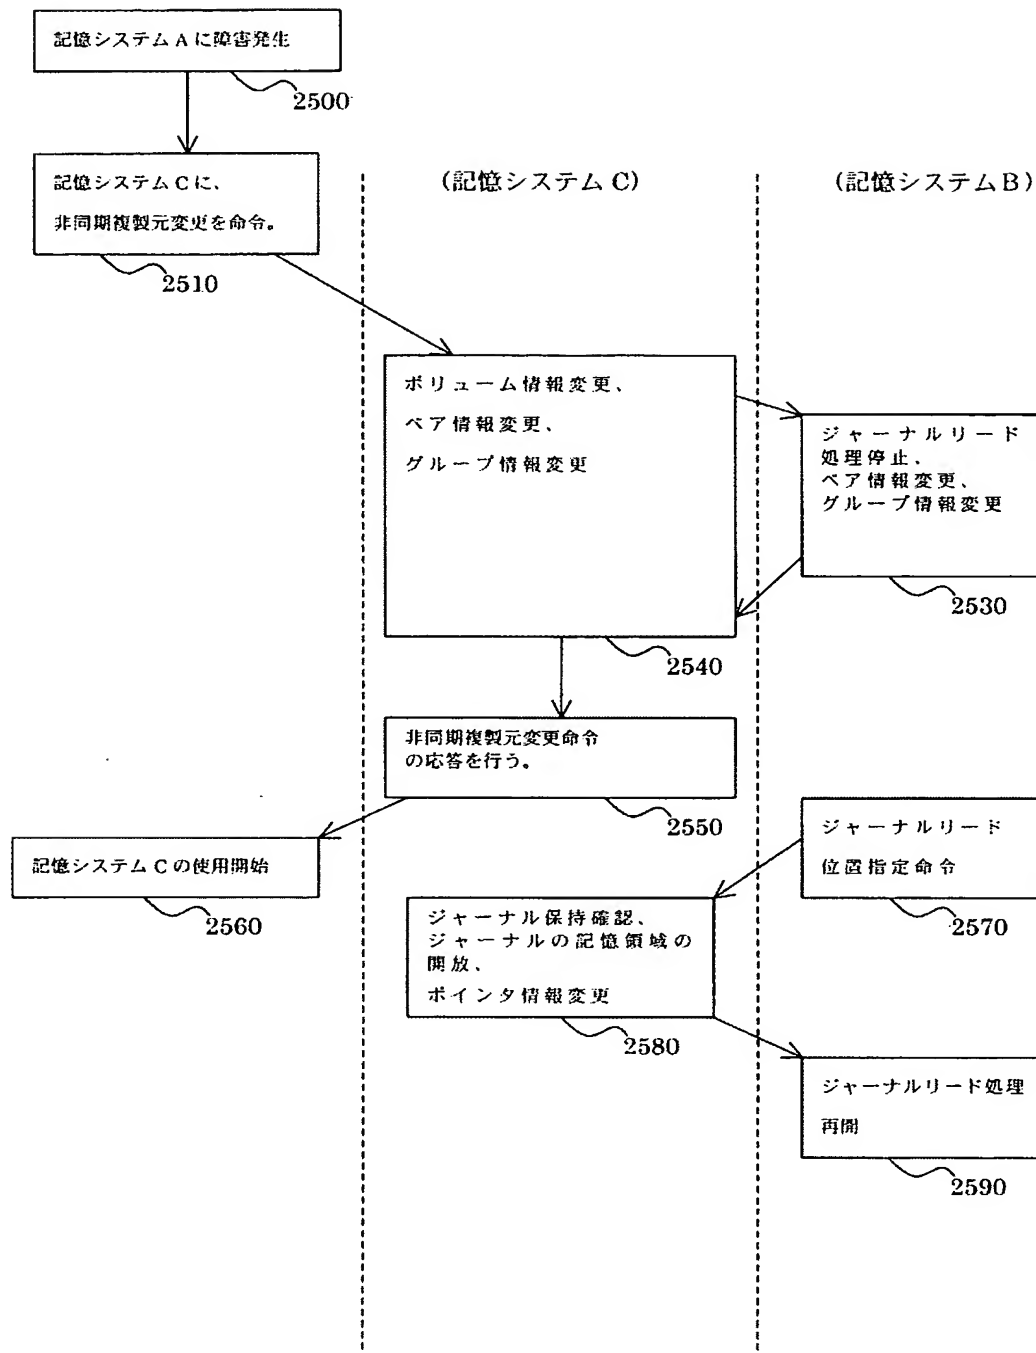 記憶システムAに障害発生
2500
記憶システムCに、
非同期複製元変更を命令。
2510
(記憶システムC)
(記憶システムB)
ボリューム情報変更、
ペア情報変更、
グループ情報変更
2540
ジャーナルリード
処理停止、
ペア情報変更、
グループ情報変更
2530
非同期複製元変更命令
の応答を行う。
2550
記憶システムCの使用開始
2560
ジャーナルリード
位置指定命令
2570
ジャーナル保持確認、
ジャーナルの記憶領域の
開放、
ポインタ情報変更
2580
ジャーナルリード処理
再開
2590